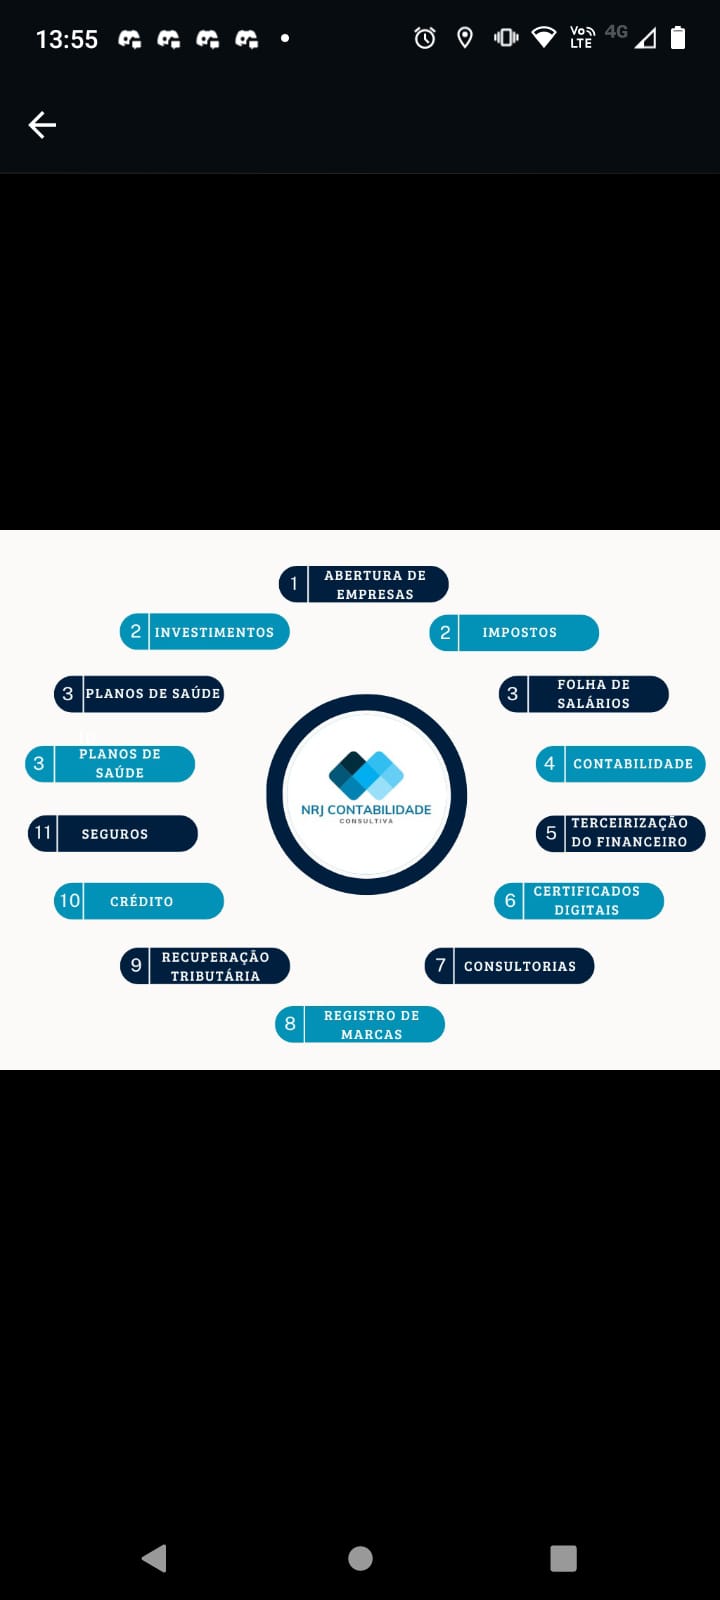 13:55
Vo
LTE
4G
1 ABERTURA DE
EMPRESAS
2 INVESTIMENTOS
2 IMPOSTOS
3 PLANOS DE SAÚDE
3 FOLHA DE
SALÁRIOS
3 PLANOS DE
SAÚDE
4 CONTABILIDADE
NRJ CONTABILIDADE
CONSULTIVA
11 SEGUROS
5 TERCEIRIZAÇÃO
DO FINANCEIRO
10 CRÉDITO
6 CERTIFICADOS
DIGITAIS
9 RECUPERAÇÃO
TRIBUTÁRIA
7 CONSULTORIAS
8 REGISTRO DE
MARCAS